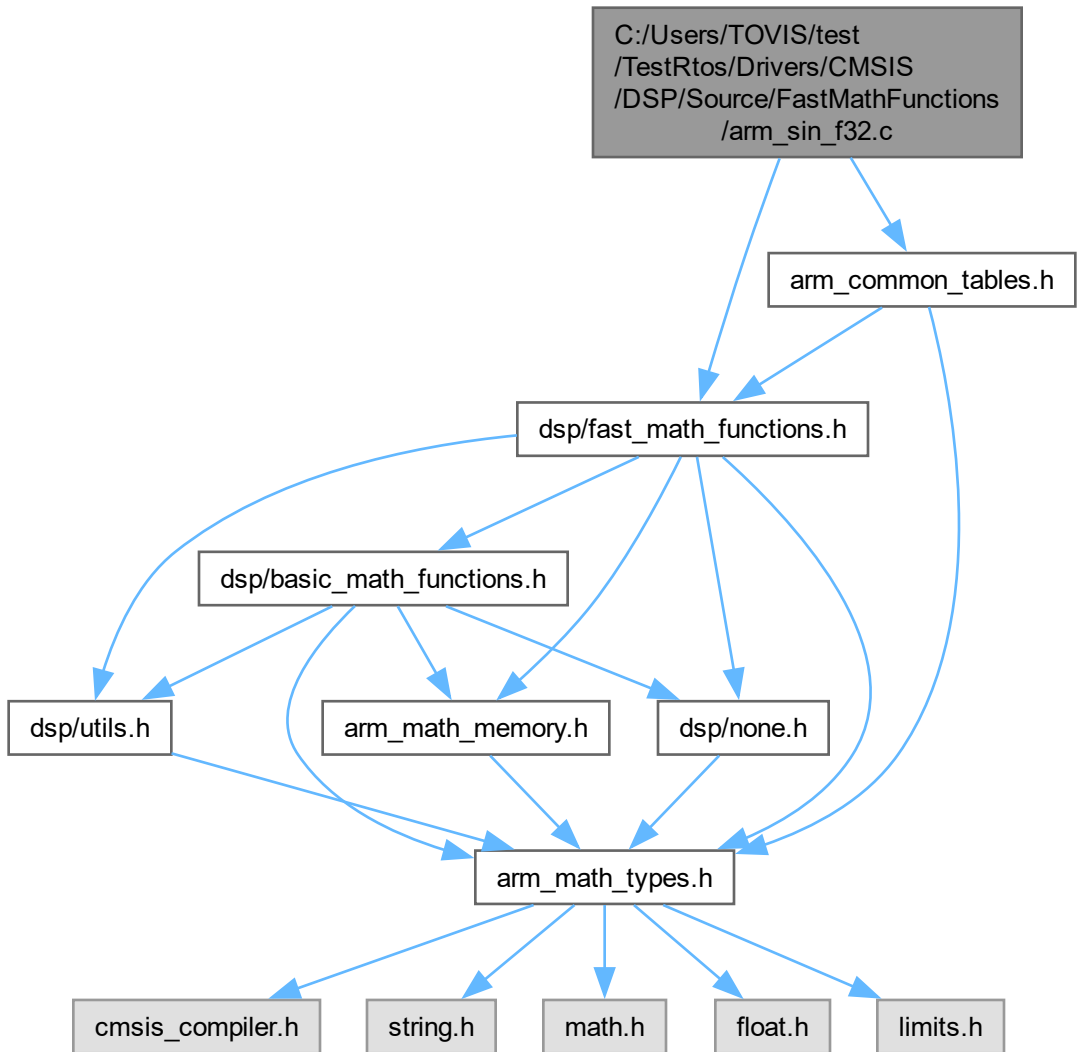 C:/Users/TOVIS/test
/TestRtos/Drivers/CMSIS
/DSP/Source/FastMathFunctions
/arm_sin_f32.c
arm_common_tables.h
dsp/fast_math_functions.h
dsp/basic_math_functions.h
dsp/utils.h
arm_math_memory.h
dsp/none.h
arm_math_types.h
cmsis_compiler.h
string.h
math.h
float.h
limits.h